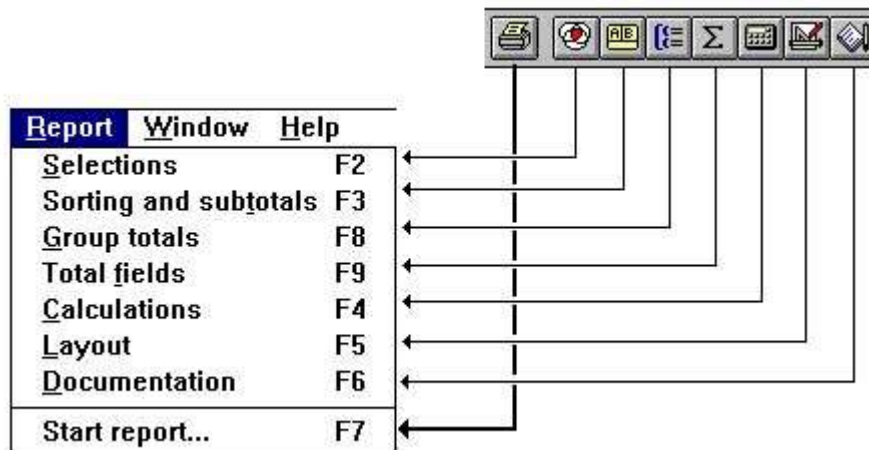 A B
Σ
Report Window Help
Selections F2
Sorting and subtotals F3
Group totals F8
Total fields F9
Calculations F4
Layout F5
Documentation F6
Start report... F7